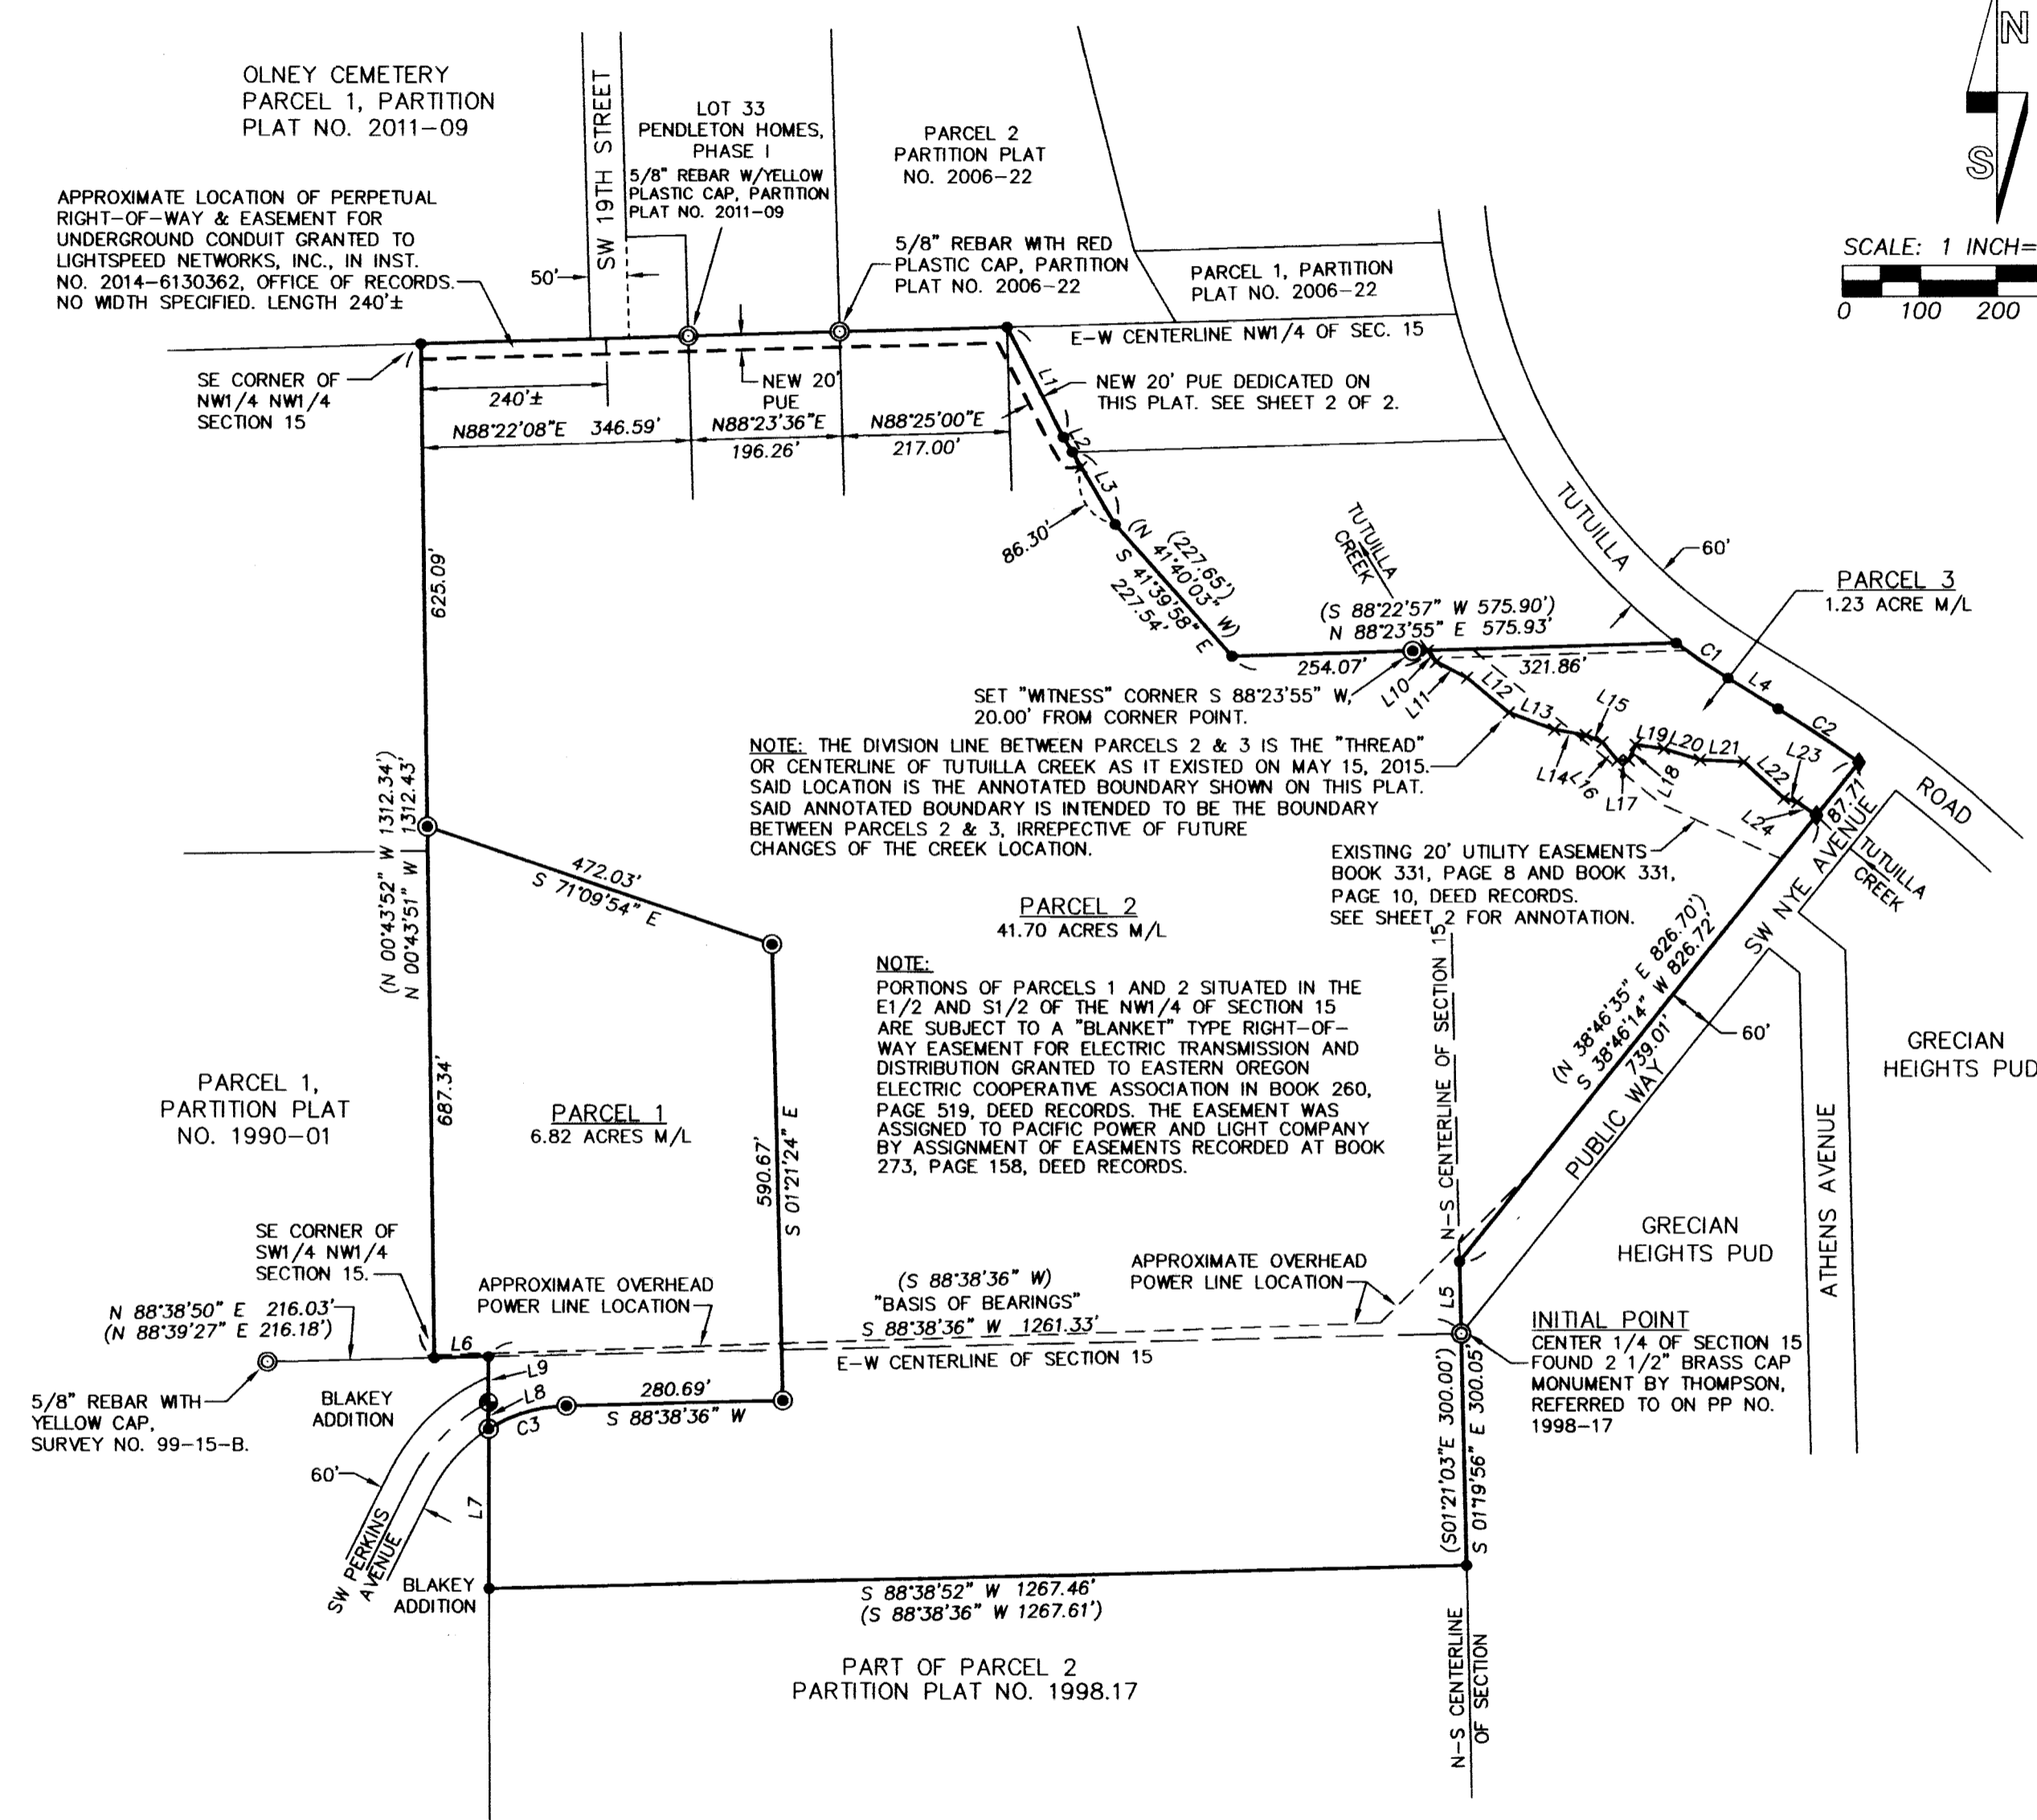 OLNEY CEMETERY
PARCEL 1, PARTITION
PLAT NO. 2011-09
SW 19TH STREET
LOT 33
PENDLETON HOMES,
PHASE I
5/8" REBAR W/YELLOW
PLASTIC CAP, PARTITION
PLAT NO. 2011-09
PARCEL 2
PARTITION PLAT
NO. 2006-22
N
S
SCALE: 1 INCH=
0 100 200
APPROXIMATE LOCATION OF PERPETUAL
RIGHT-OF-WAY & EASEMENT FOR
UNDERGROUND CONDUIT GRANTED TO
LIGHTSPEED NETWORKS, INC., IN INST.
NO. 2014-6130362, OFFICE OF RECORDS.
NO WIDTH SPECIFIED. LENGTH 240'±
50'
5/8" REBAR WITH RED
PLASTIC CAP, PARTITION
PLAT NO. 2006-22
PARCEL 1, PARTITION
PLAT NO. 2006-22
E-W CENTERLINE NW1/4 OF SEC. 15
SE CORNER OF
NW1/4 NW1/4
SECTION 15
240'±
NEW 20'
PUE
L1
NEW 20' PUE DEDICATED ON
THIS PLAT. SEE SHEET 2 OF 2.
N88°22'08"E 346.59'
N88°23'36"E
196.26'
N88°25'00"E
217.00'
L2
L3
86.30'
(227.65')
(N 41°40'03" W)
S 41°39'58" E
227.54'
TUTUILLA
CREEK
TUTUILLA
60'
PARCEL 3
1.23 ACRE M/L
625.09'
(S 88°22'57" W 575.90')
N 88°23'55" E 575.93'
254.07'
321.86'
C1
L4
C2
SET "WITNESS" CORNER S 88°23'55" W,
20.00' FROM CORNER POINT.
L10
L11
L12
L13
L14
L15
L16
L17
L18
L19
L20
L21
L22
L23
L24
87.71
ROAD
NOTE: THE DIVISION LINE BETWEEN PARCELS 2 & 3 IS THE "THREAD"
OR CENTERLINE OF TUTUILLA CREEK AS IT EXISTED ON MAY 15, 2015.
SAID LOCATION IS THE ANNOTATED BOUNDARY SHOWN ON THIS PLAT.
SAID ANNOTATED BOUNDARY IS INTENDED TO BE THE BOUNDARY
BETWEEN PARCELS 2 & 3, IRREPECTIVE OF FUTURE
CHANGES OF THE CREEK LOCATION.
(N 00°43'52" W 1312.34')
N 00°43'51" W 1312.43'
472.03'
S 71°09'54" E
EXISTING 20' UTILITY EASEMENTS
BOOK 331, PAGE 8 AND BOOK 331,
PAGE 10, DEED RECORDS.
SEE SHEET 2 FOR ANNOTATION.
TUTUILLA
CREEK
SW NYE AVENUE
PARCEL 2
41.70 ACRES M/L
NOTE:
PORTIONS OF PARCELS 1 AND 2 SITUATED IN THE
E1/2 AND S1/2 OF THE NW1/4 OF SECTION 15
ARE SUBJECT TO A "BLANKET" TYPE RIGHT-OF-
WAY EASEMENT FOR ELECTRIC TRANSMISSION AND
DISTRIBUTION GRANTED TO EASTERN OREGON
ELECTRIC COOPERATIVE ASSOCIATION IN BOOK 260,
PAGE 519, DEED RECORDS. THE EASEMENT WAS
ASSIGNED TO PACIFIC POWER AND LIGHT COMPANY
BY ASSIGNMENT OF EASEMENTS RECORDED AT BOOK
273, PAGE 158, DEED RECORDS.
N-S CENTERLINE OF SECTION 15
(N 38°46'35" E 826.70')
S 38°46'14" W 826.72'
739.01'
60'
PUBLIC WAY
GRECIAN
HEIGHTS PUD
ATHENS AVENUE
PARCEL 1,
PARTITION PLAT
NO. 1990-01
687.34'
PARCEL 1
6.82 ACRES M/L
590.67'
S 01°21'24" E
GRECIAN
HEIGHTS PUD
SE CORNER OF
SW1/4 NW1/4
SECTION 15.
N 88°38'50" E 216.03'
(N 88°39'27" E 216.18')
APPROXIMATE OVERHEAD
POWER LINE LOCATION
(S 88°38'36" W)
"BASIS OF BEARINGS"
S 88°38'36" W 1261.33'
APPROXIMATE OVERHEAD
POWER LINE LOCATION
L5
INITIAL POINT
CENTER 1/4 OF SECTION 15
FOUND 2 1/2" BRASS CAP
MONUMENT BY THOMPSON,
REFERRED TO ON PP NO.
1998-17
L6
E-W CENTERLINE OF SECTION 15
5/8" REBAR WITH
YELLOW CAP,
SURVEY NO. 99-15-B.
BLAKEY
ADDITION
L9
L8
C3
280.69'
S 88°38'36" W
60'
L7
SW PERKINS
AVENUE
BLAKEY
ADDITION
(S01°21'03"E 300.00')
S 01°19'56" E 300.05'
S 88°38'52" W 1267.46'
(S 88°38'36" W 1267.61')
PART OF PARCEL 2
PARTITION PLAT NO. 1998.17
N-S CENTERLINE
OF SECTION